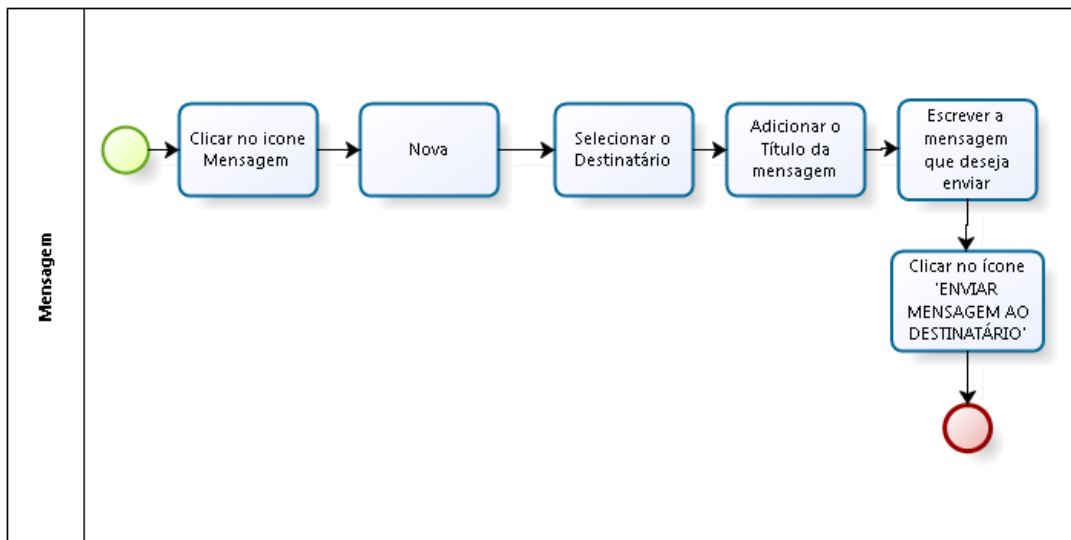 Mensagem
Clicar no icone
Mensagem
Nova
Selecionar o
Destinatário
Adicionar o
Título da
mensagem
Escrever a
mensagem
que deseja
enviar
Clicar no ícone
'ENVIAR
MENSAGEM AO
DESTINATÁRIO'